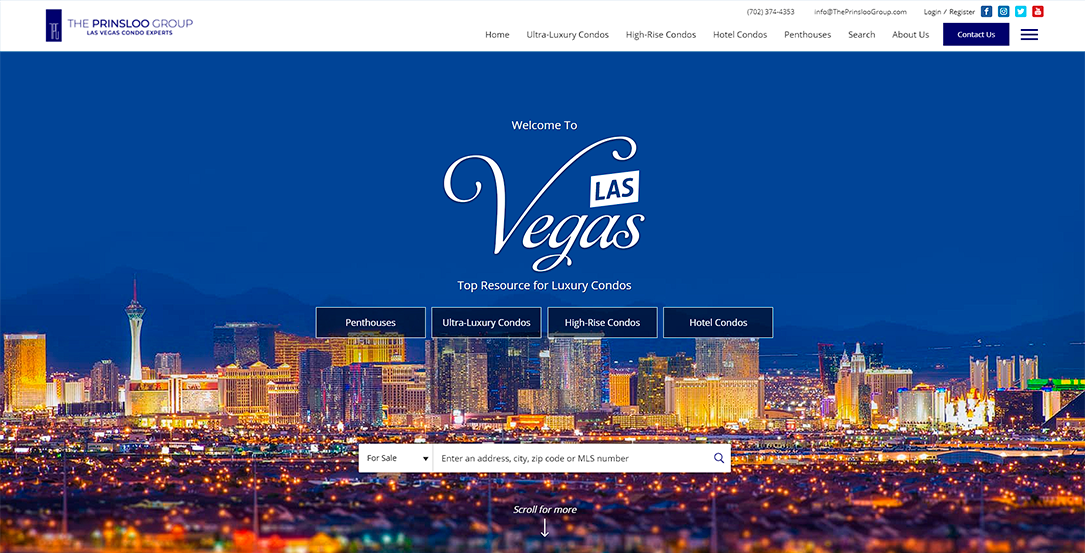 THE PRINSLOO GROUP
LAS VEGAS CONDO EXPERTS
(702) 374-4353 info@ThePrinslooGroup.com Login / Register
Home Ultra-Luxury Condos High-Rise Condos Hotel Condos Penthouses Search About Us Contact Us
Welcome To
LAS
Vegas
Top Resource for Luxury Condos
Penthouses Ultra-Luxury Condos High-Rise Condos Hotel Condos
For Sale Enter an address, city, zip code or MLS number
Scroll for more